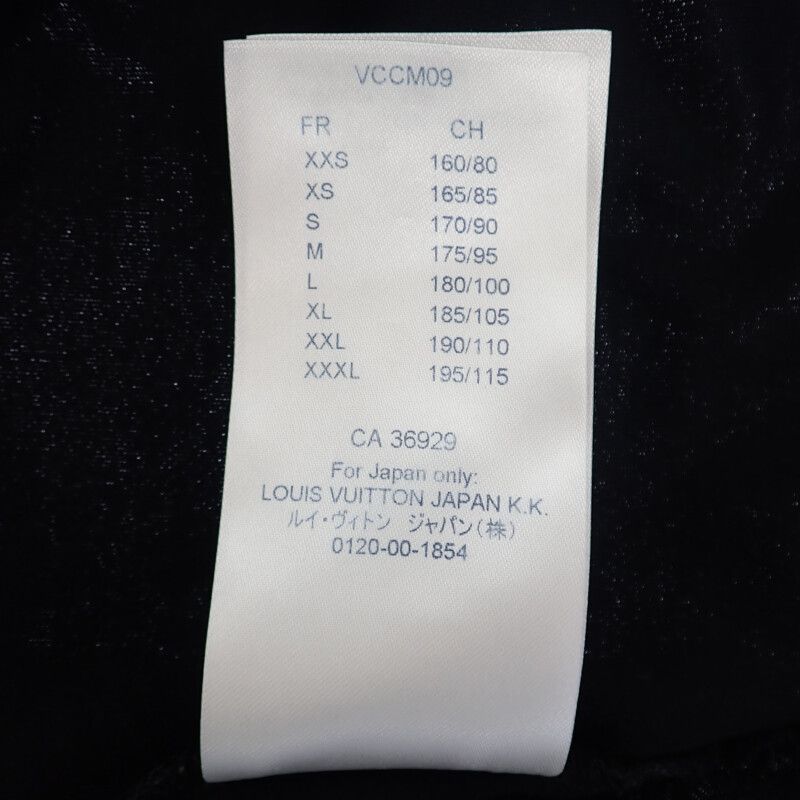 VCCM09
FR CH
XXS 160/80
XS 165/85
S 170/90
M 175/95
L 180/100
XL 185/105
XXL 190/110
XXXL 195/115
CA 36929
For Japan only:
LOUIS VUITTON JAPAN K.K.
ルイ・ヴィトン ジャパン(株)
0120-00-1854